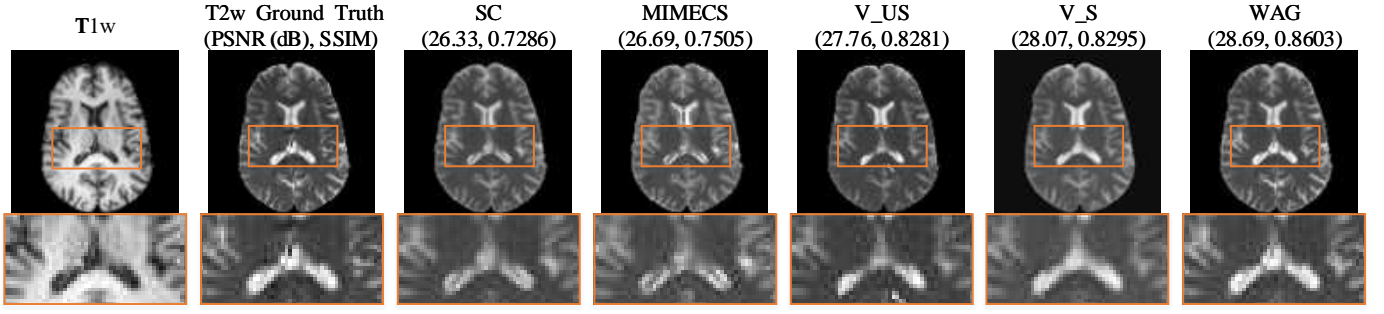 T1w
T2w Ground Truth
(PSNR (dB), SSIM)
SC
(26.33, 0.7286)
MIMECS
(26.69, 0.7505)
V_US
(27.76, 0.8281)
V_S
(28.07, 0.8295)
WAG
(28.69, 0.8603)